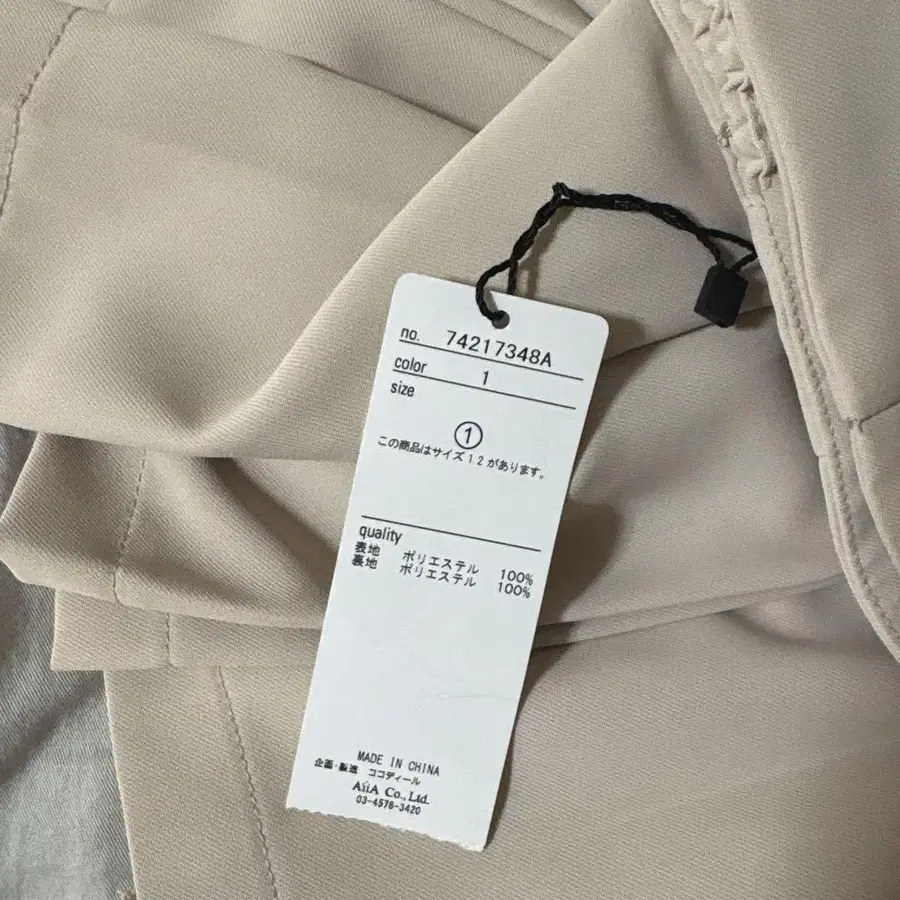 no. 74217348A
color 1
size
①
この商品はサイズ 1.2 があります。
quality
表地 ポリエステル 100%
裏地 ポリエステル 100%
MADE IN CHINA
企画・製造 ココディール
AiiA Co., Ltd.
03-4578-3420